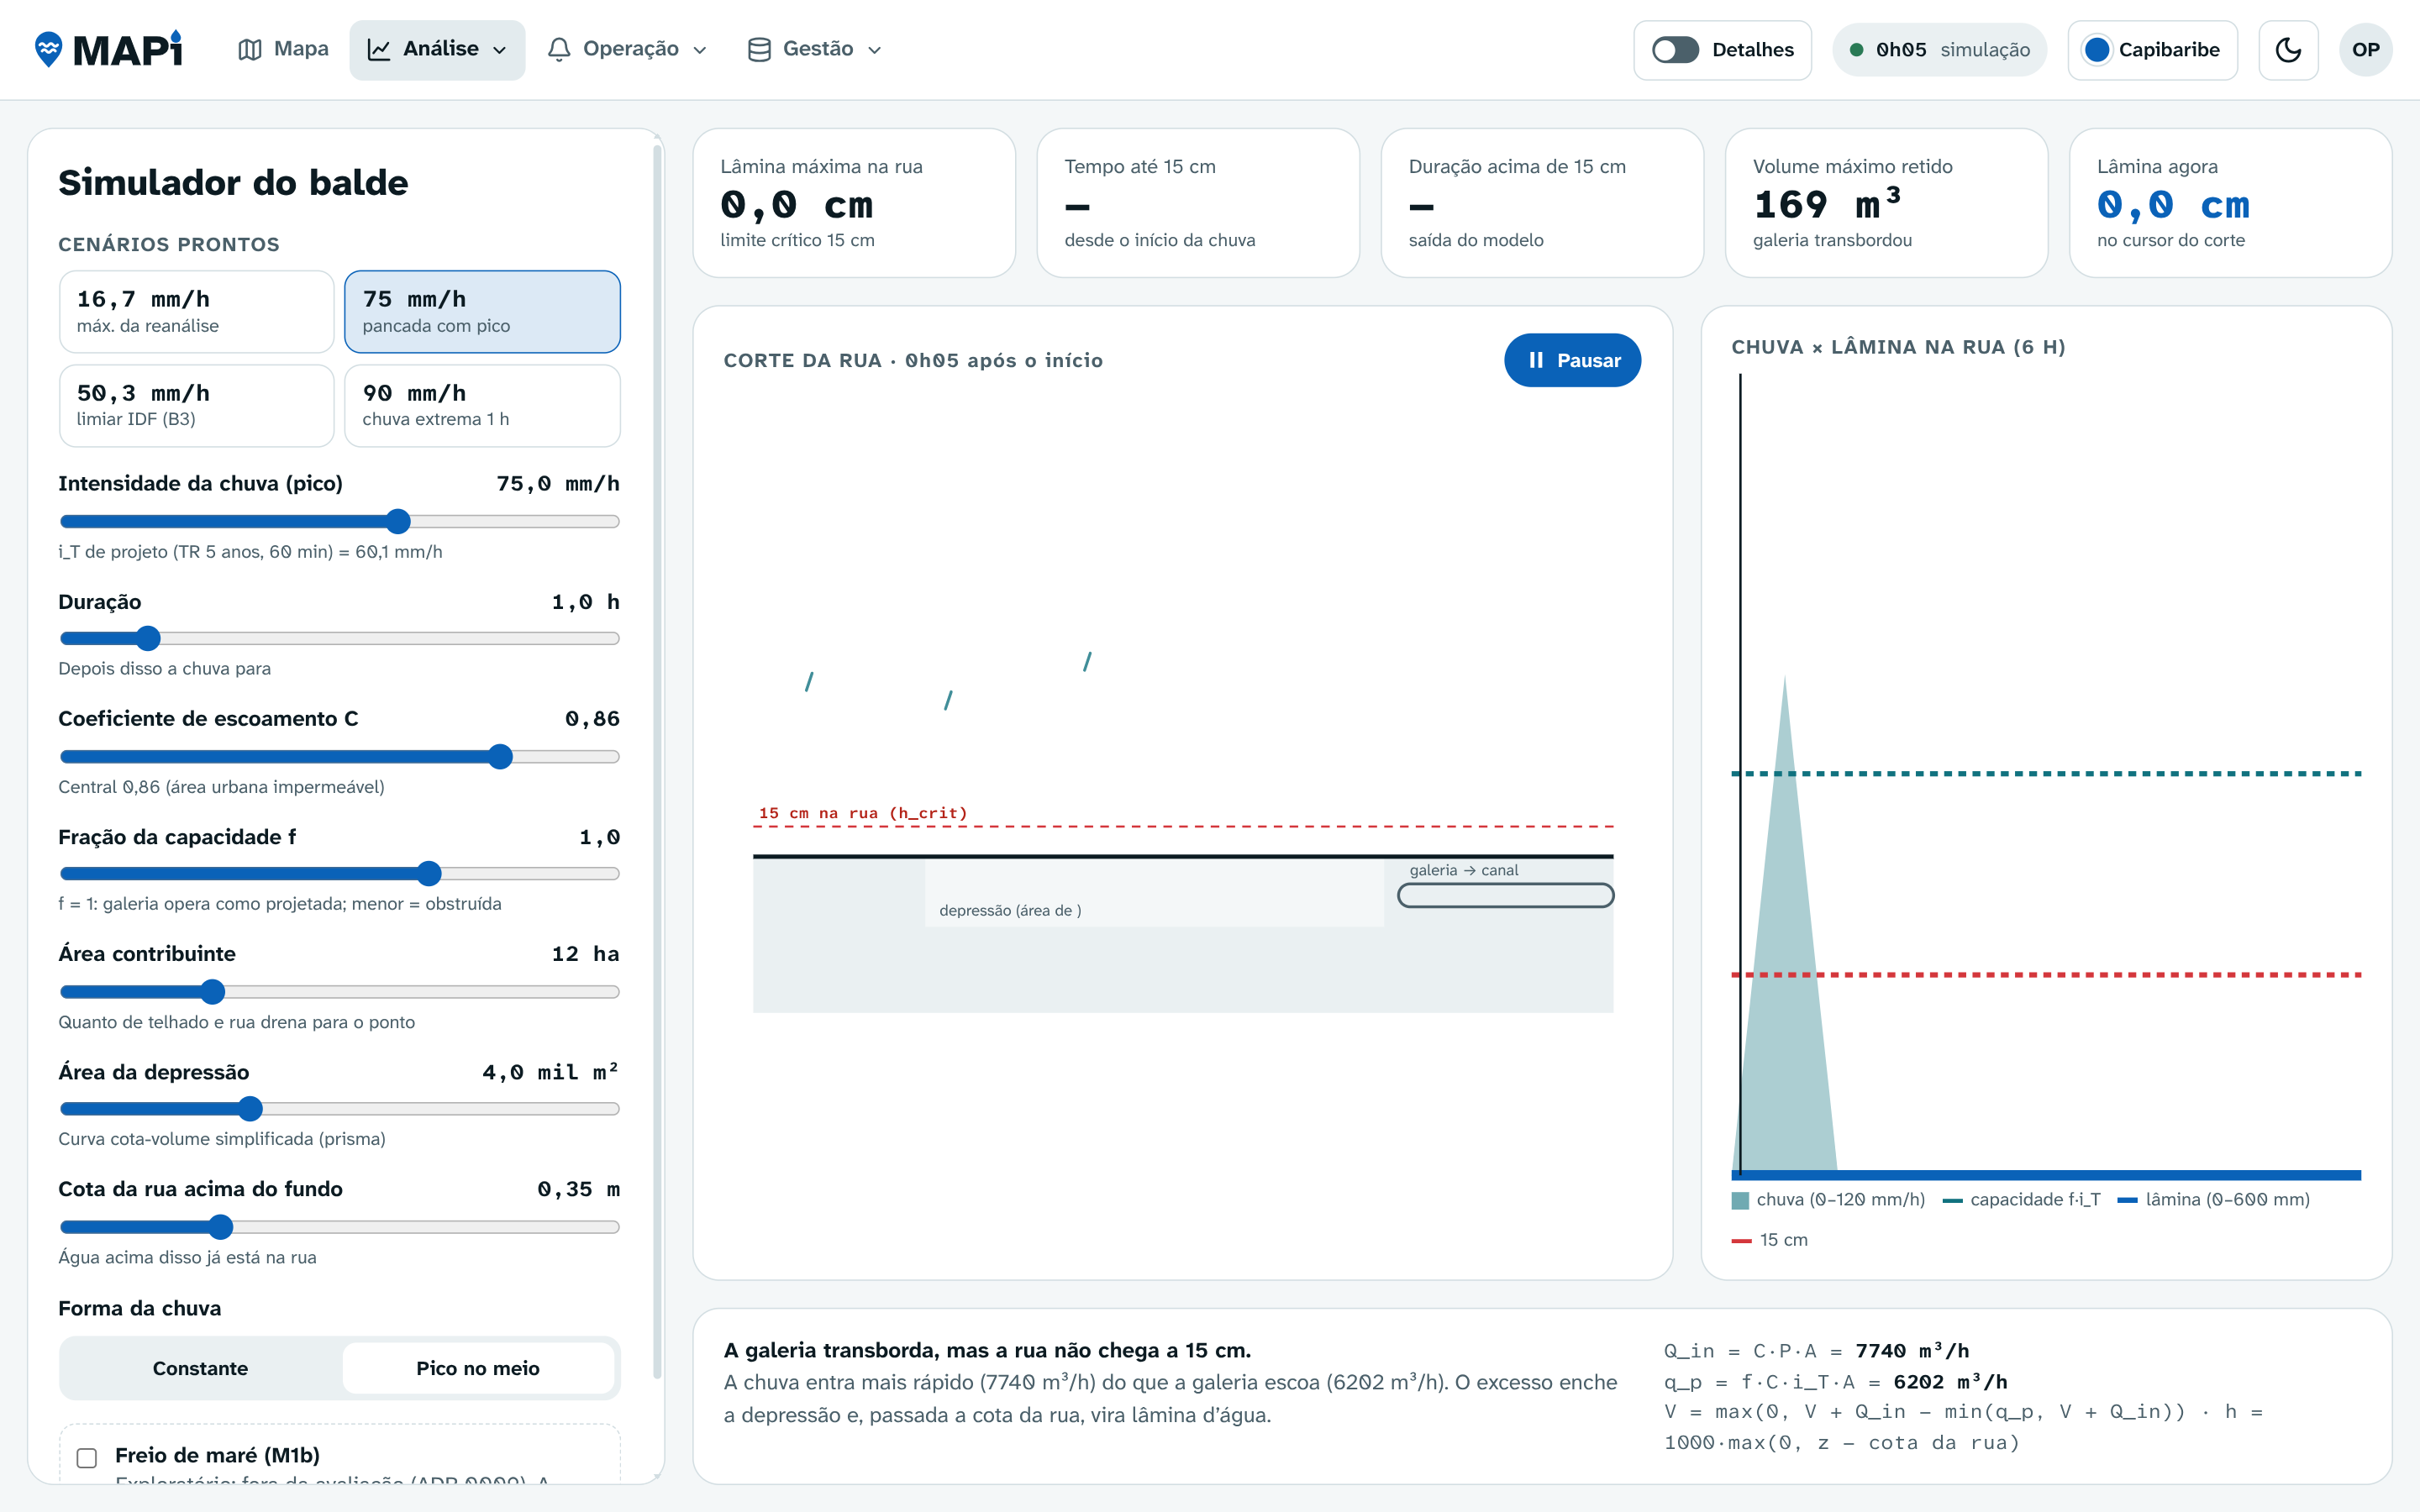 MAPi
Mapa
Análise
Operação
Gestão
Detalhes
0h05 simulação
Capibaribe
OP
Simulador do balde
CENÁRIOS PRONTOS
16,7 mm/h
máx. da reanálise
75 mm/h
pancada com pico
50,3 mm/h
limiar IDF (B3)
90 mm/h
chuva extrema 1 h
Intensidade da chuva (pico) 75,0 mm/h
i_T de projeto (TR 5 anos, 60 min) = 60,1 mm/h
Duração 1,0 h
Depois disso a chuva para
Coeficiente de escoamento C 0,86
Central 0,86 (área urbana impermeável)
Fração da capacidade f 1,0
f = 1: galeria opera como projetada; menor = obstruída
Área contribuinte 12 ha
Quanto de telhado e rua drena para o ponto
Área da depressão 4,0 mil m²
Curva cota-volume simplificada (prisma)
Cota da rua acima do fundo 0,35 m
Água acima disso já está na rua
Forma da chuva
Constante
Pico no meio
Freio de maré (M1b)
Exploratório: fora da avaliação (ADR 0009). A
Lâmina máxima na rua
0,0 cm
limite crítico 15 cm
Tempo até 15 cm
–
desde o início da chuva
Duração acima de 15 cm
–
saída do modelo
Volume máximo retido
169 m³
galeria transbordou
Lâmina agora
0,0 cm
no cursor do corte
CORTE DA RUA · 0h05 após o início
Pausar
15 cm na rua (h_crit)
galeria → canal
depressão (área de )
CHUVA × LÂMINA NA RUA (6 H)
chuva (0–120 mm/h) capacidade f·i_T lâmina (0–600 mm)
15 cm
A galeria transborda, mas a rua não chega a 15 cm.
A chuva entra mais rápido (7740 m³/h) do que a galeria escoa (6202 m³/h). O excesso enche
a depressão e, passada a cota da rua, vira lâmina d’água.
Q_in = C·P·A = 7740 m³/h
q_p = f·C·i_T·A = 6202 m³/h
V = max(0, V + Q_in − min(q_p, V + Q_in)) · h =
1000·max(0, z − cota da rua)